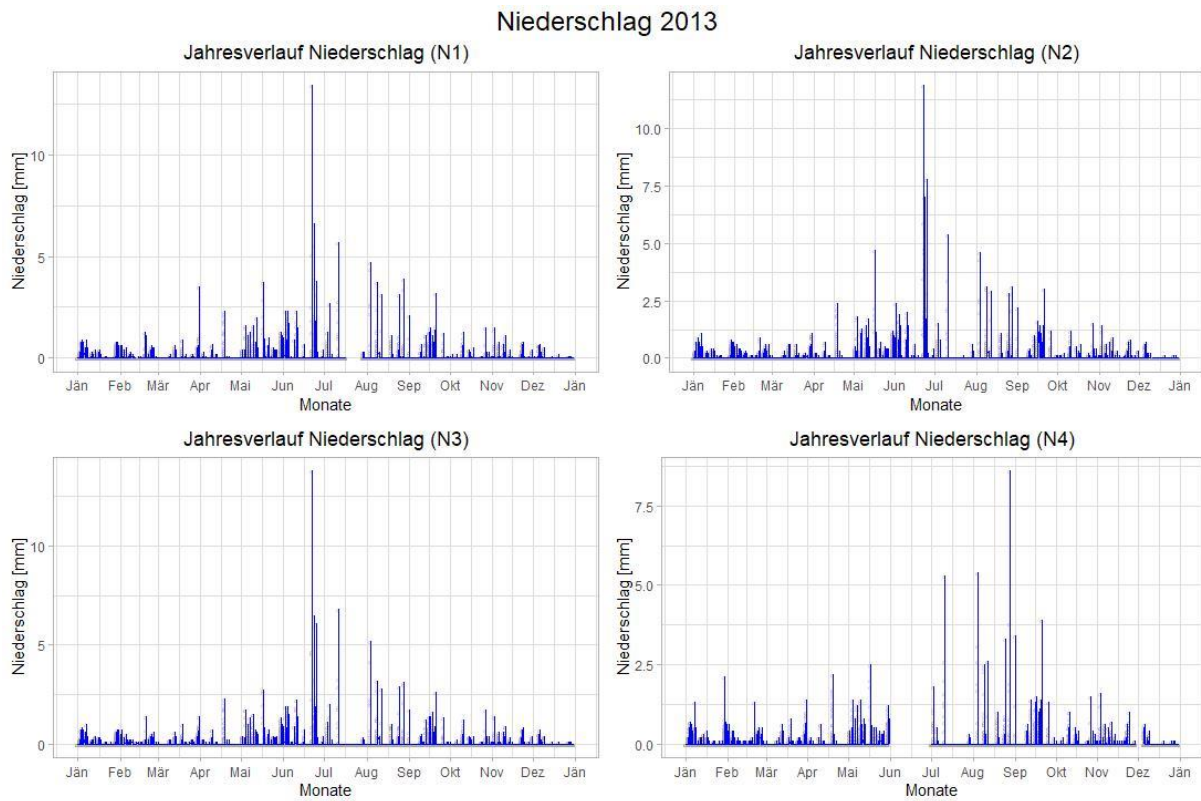 Niederschlag 2013
Jahresverlauf Niederschlag (N1)
Niederschlag [mm]
10
5
0
Jän Feb Mär Apr Mai Jun Jul Aug Sep Okt Nov Dez Jän
Monate
Jahresverlauf Niederschlag (N2)
Niederschlag [mm]
10.0
7.5
5.0
2.5
0.0
Jän Feb Mär Apr Mai Jun Jul Aug Sep Okt Nov Dez Jän
Monate
Jahresverlauf Niederschlag (N3)
Niederschlag [mm]
10
5
0
Jän Feb Mär Apr Mai Jun Jul Aug Sep Okt Nov Dez Jän
Monate
Jahresverlauf Niederschlag (N4)
Niederschlag [mm]
7.5
5.0
2.5
0.0
Jän Feb Mär Apr Mai Jun Jul Aug Sep Okt Nov Dez Jän
Monate